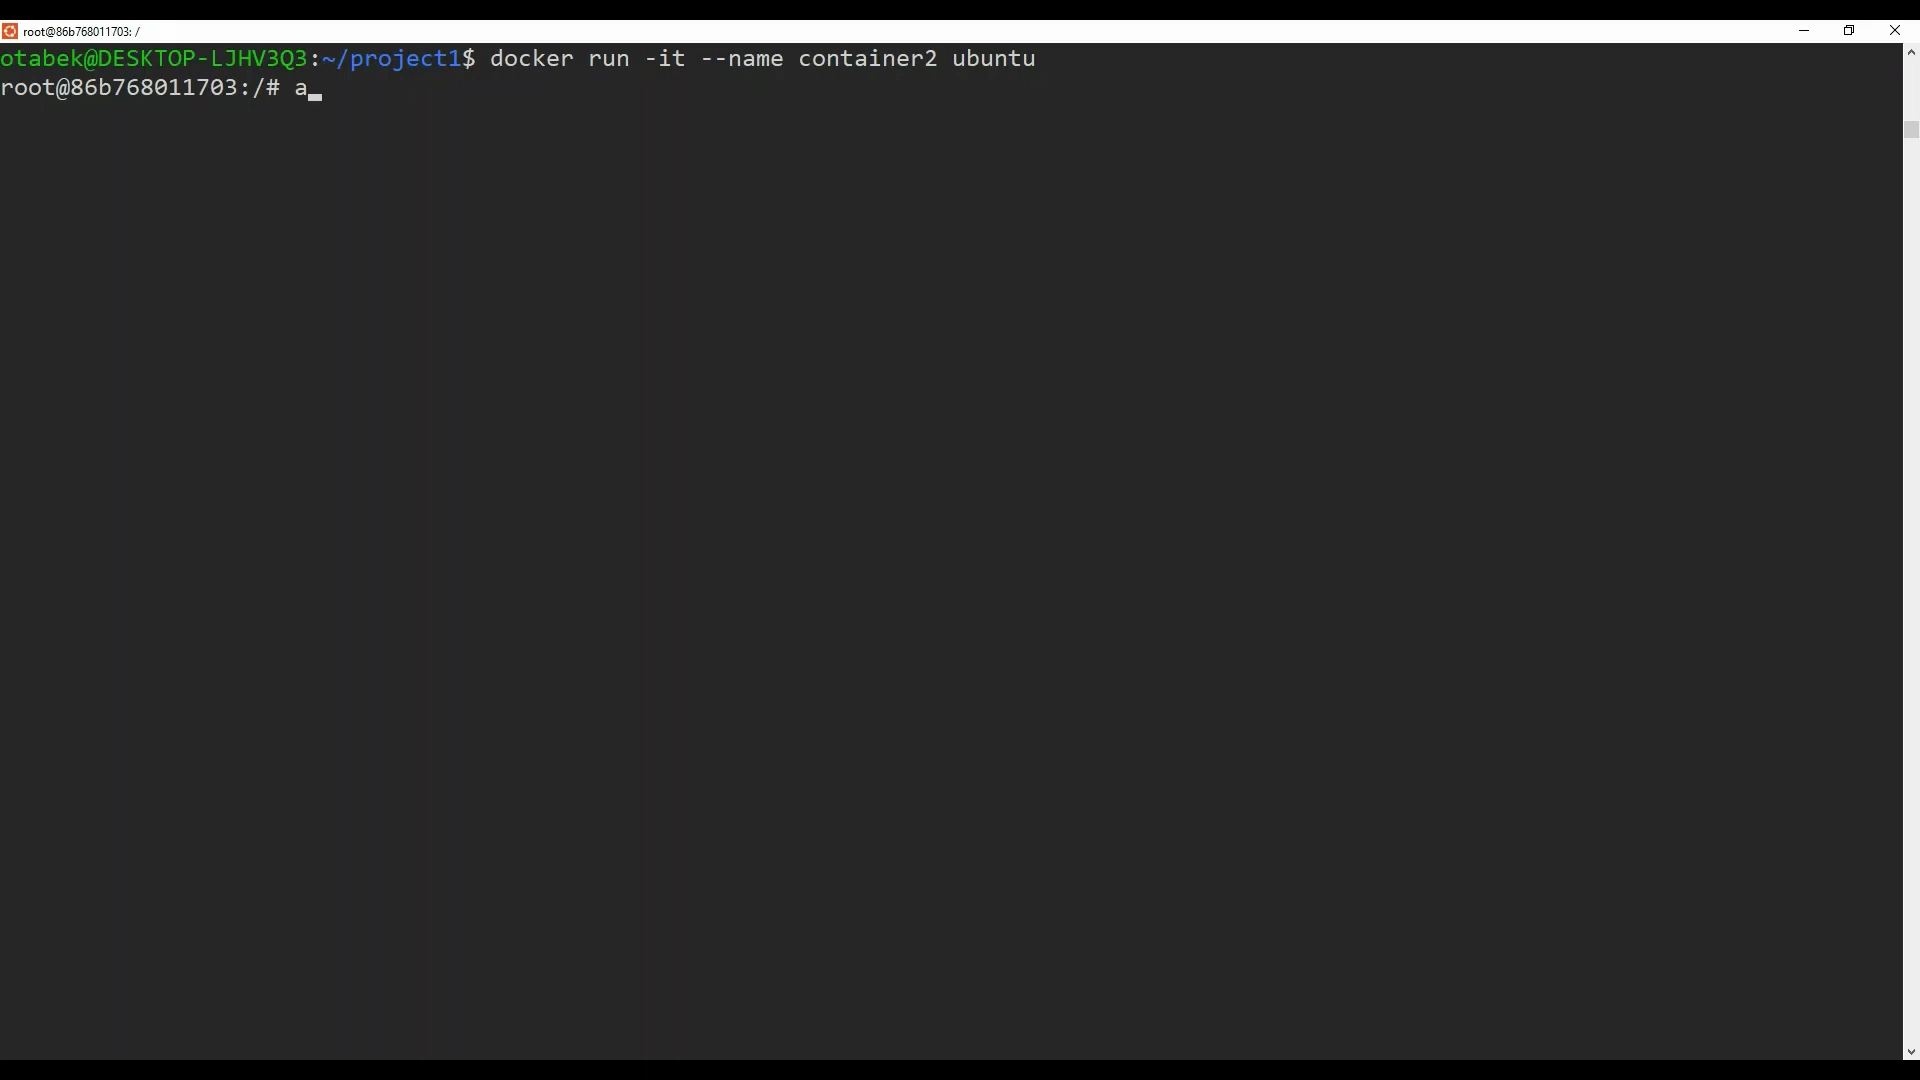 root@86b768011703: /
otabek@DESKTOP-LJHV3Q3:~/project1$ docker run -it --name container2 ubuntu
root@86b768011703:/# a